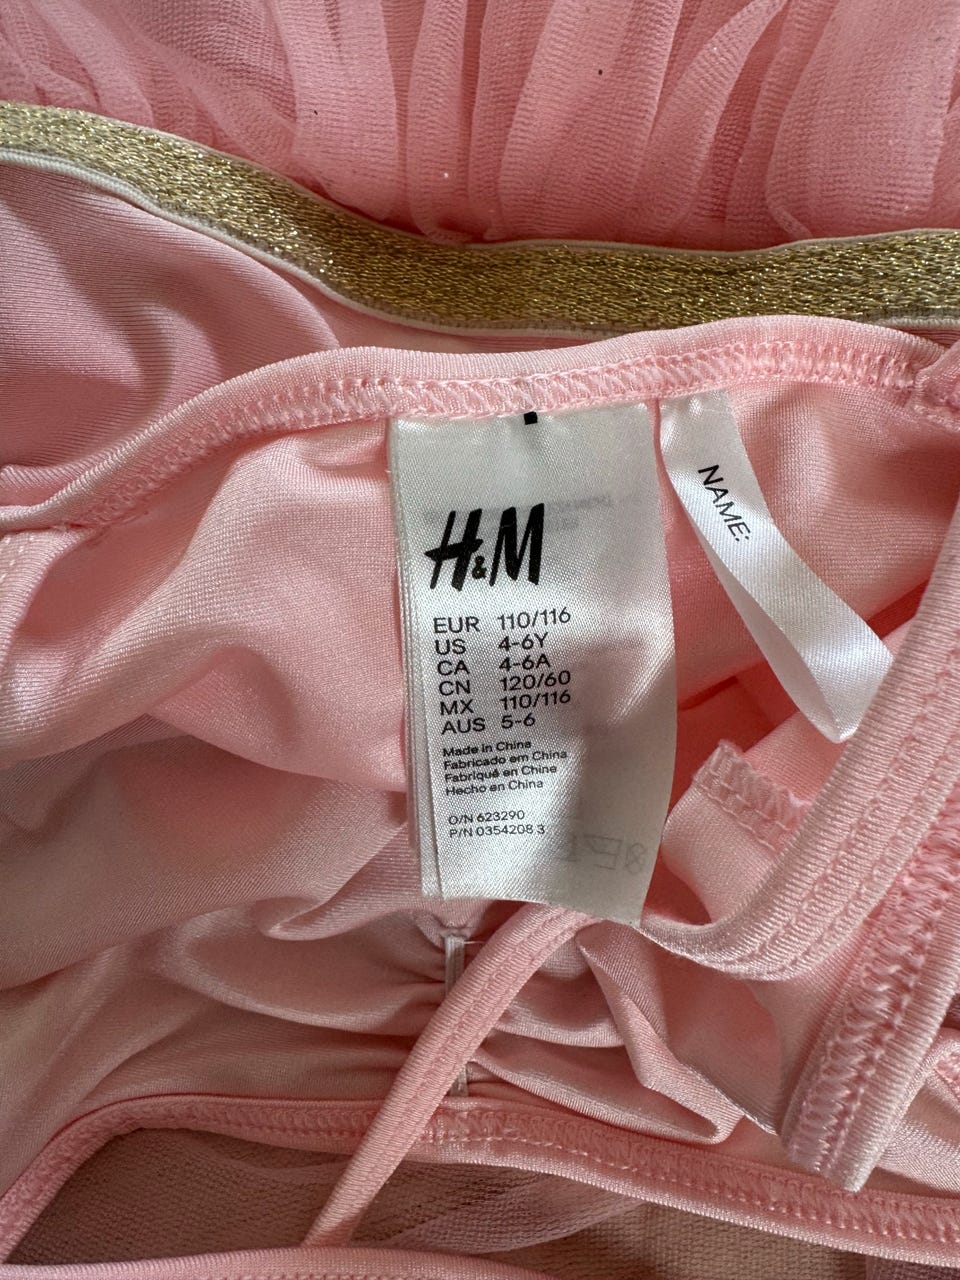 H&M
EUR 110/116
US 4-6Y
CA 4-6A
CN 120/60
MX 110/116
AUS 5-6
Made in China
Fabricado em China
Fabriqué en Chine
Hecho en China
O/N 623290
P/N 0354208 3
NAME: